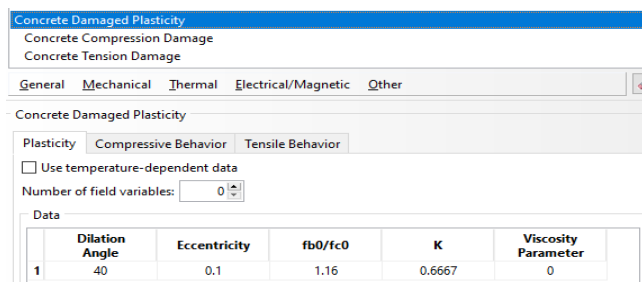 Concrete Damaged Plasticity
Concrete Compression Damage
Concrete Tension Damage
General Mechanical Thermal Electrical/Magnetic Other
Concrete Damaged Plasticity
Plasticity Compressive Behavior Tensile Behavior
Use temperature-dependent data
Number of field variables: 0
Data
Dilation Angle Eccentricity fb0/fc0 K Viscosity Parameter
1 40 0.1 1.16 0.6667 0